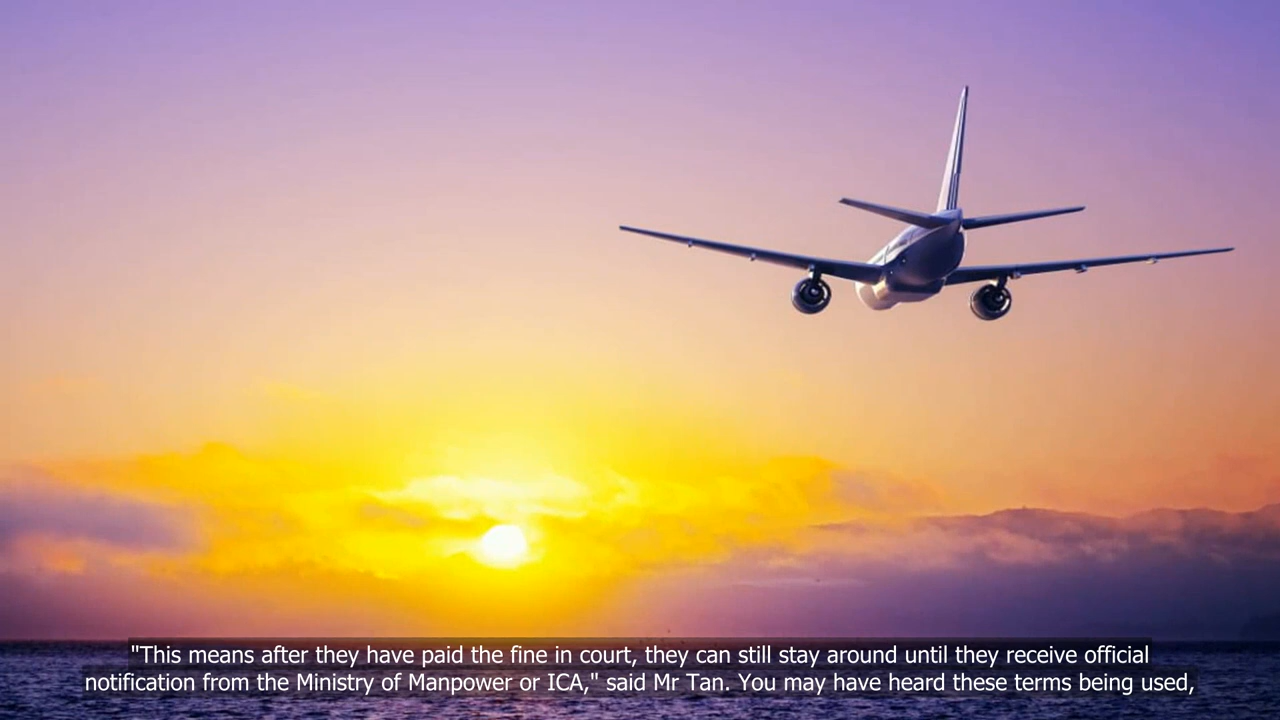 "This means after they have paid the fine in court, they can still stay around until they receive official
notification from the Ministry of Manpower or ICA," said Mr Tan. You may have heard these terms being used,